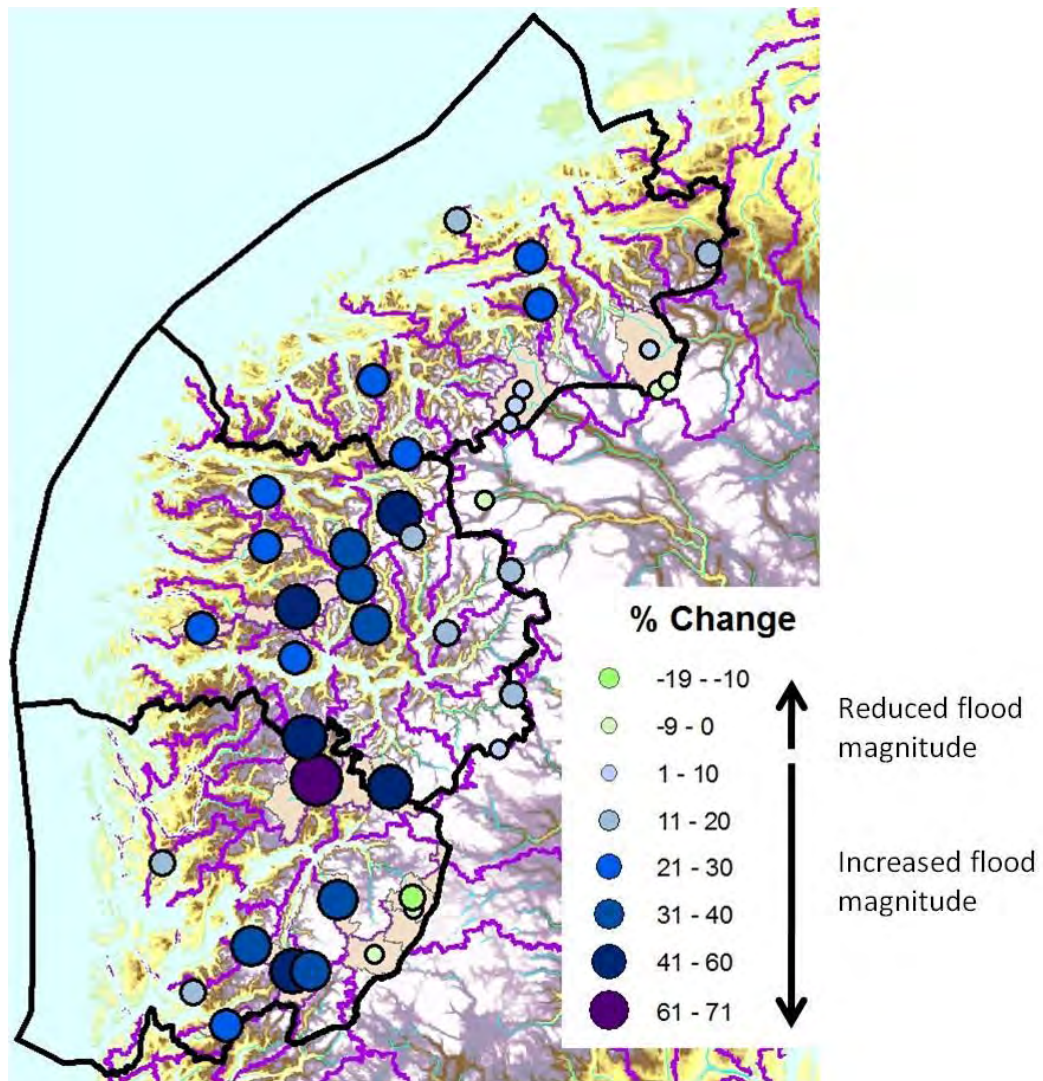 % Change
-19 - -10
-9 - 0
1 - 10
11 - 20
21 - 30
31 - 40
41 - 60
61 - 71
Reduced flood
magnitude
Increased flood
magnitude